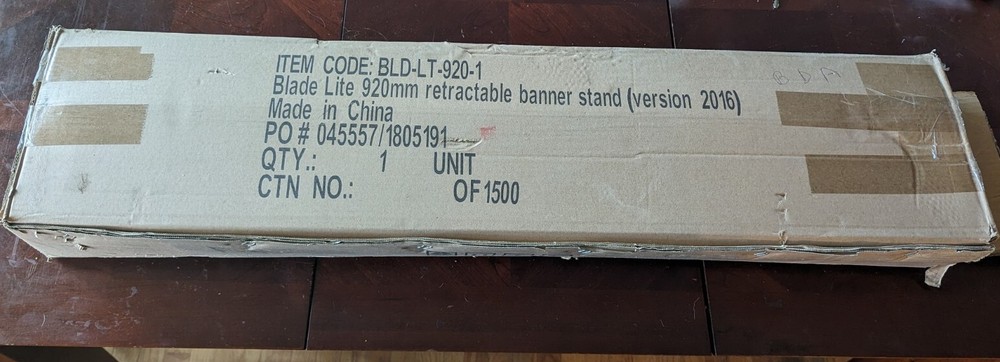 ITEM CODE: BLD-LT-920-1
Blade Lite 920mm retractable banner stand (version 2016)
Made in China
PO # 045557/1805191
QTY.: 1 UNIT
CTN NO.: OF 1500
BDA